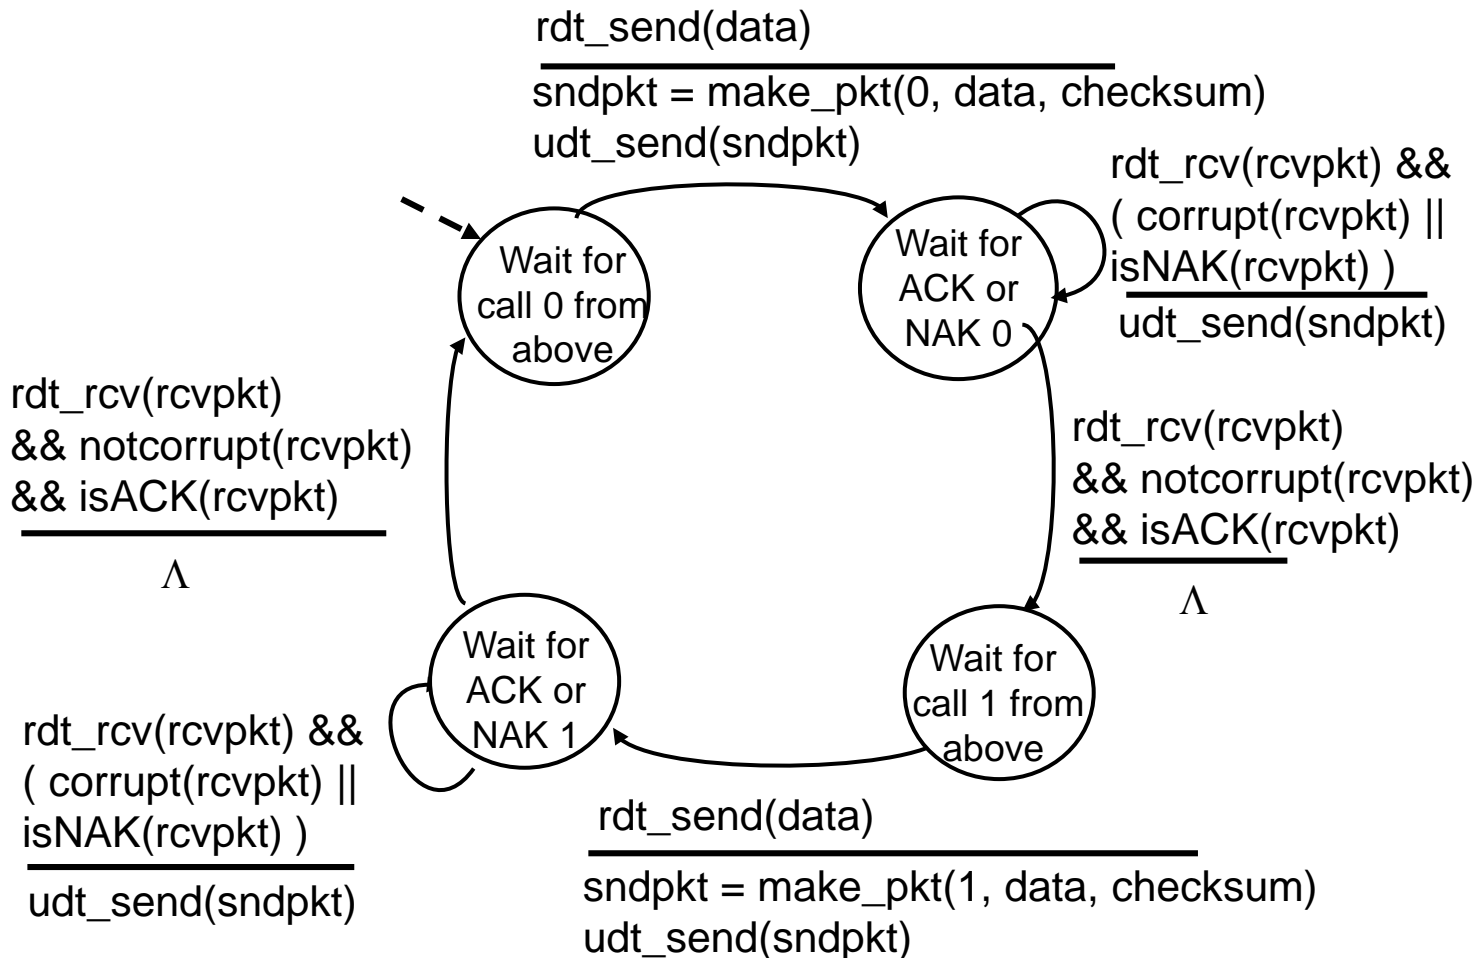 rdt_send(data)
sndpkt = make_pkt(0, data, checksum)
udt_send(sndpkt)
rdt_rcv(rcvpkt) &&
( corrupt(rcvpkt) ||
isNAK(rcvpkt) )
udt_send(sndpkt)
Wait for
call 0 from
above
Wait for
ACK or
NAK 0
rdt_rcv(rcvpkt)
&& notcorrupt(rcvpkt)
&& isACK(rcvpkt)
Λ
rdt_rcv(rcvpkt)
&& notcorrupt(rcvpkt)
&& isACK(rcvpkt)
Λ
Wait for
ACK or
NAK 1
Wait for
call 1 from
above
rdt_rcv(rcvpkt) &&
( corrupt(rcvpkt) ||
isNAK(rcvpkt) )
udt_send(sndpkt)
rdt_send(data)
sndpkt = make_pkt(1, data, checksum)
udt_send(sndpkt)